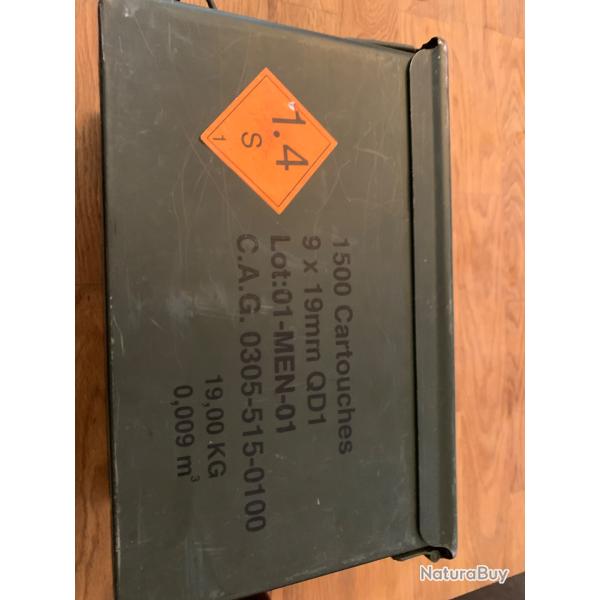 1.4
S
1
1500 Cartouches
9 x 19mm QD1
Lot:01-MEN-01
C.A.G. 0305-515-0100
19,00 KG
0,009 m³
NaturaBuy